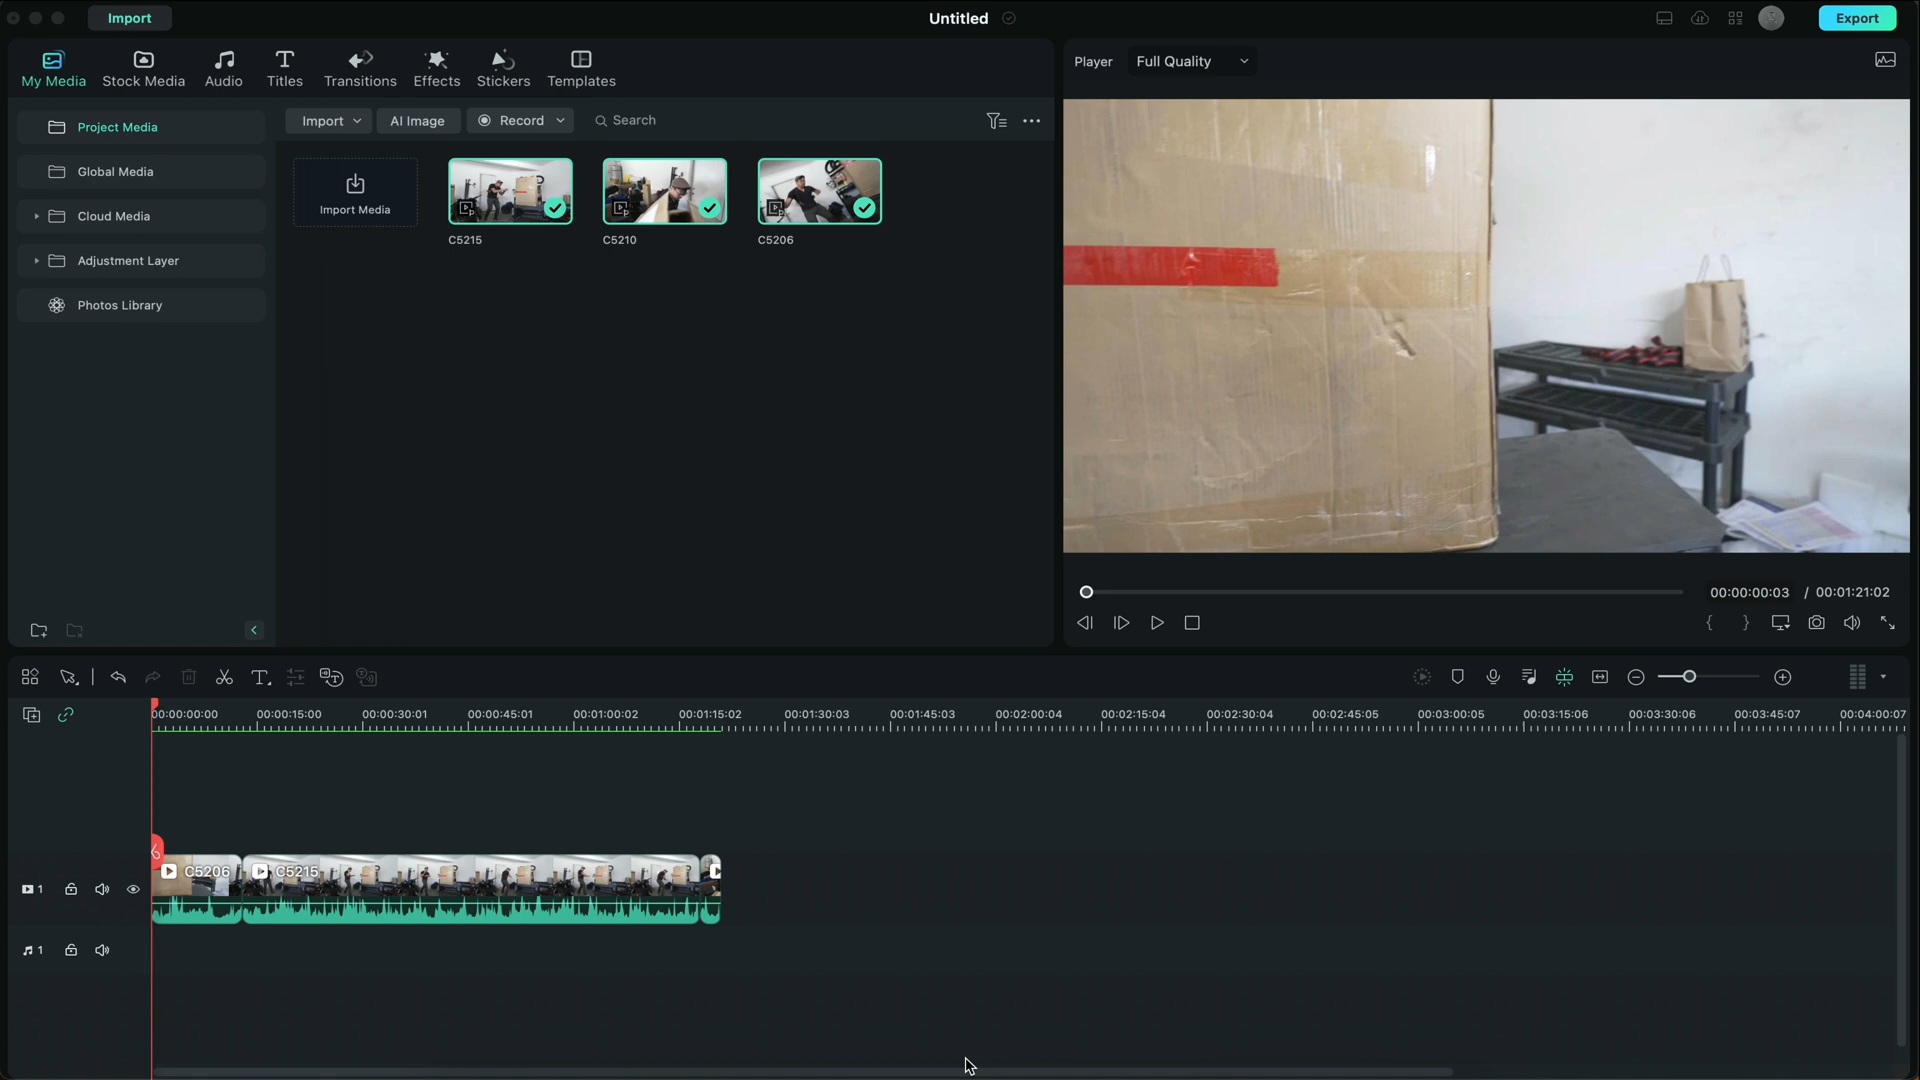 Import
Untitled
Export
My Media
Stock Media
Audio
Titles
Transitions
Effects
Stickers
Templates
Player
Full Quality
Project Media
Global Media
Cloud Media
Adjustment Layer
Photos Library
Import
AI Image
Record
Search
Import Media
C5215
C5210
C5206
00:00:00:03 / 00:01:21:02
00:00:00:00
00:00:15:00
00:00:30:01
00:00:45:01
00:01:00:02
00:01:15:02
00:01:30:03
00:01:45:03
00:02:00:04
00:02:15:04
00:02:30:04
00:02:45:05
00:03:00:05
00:03:15:06
00:03:30:06
00:03:45:07
00:04:00:07
C5206
C5215
1
1